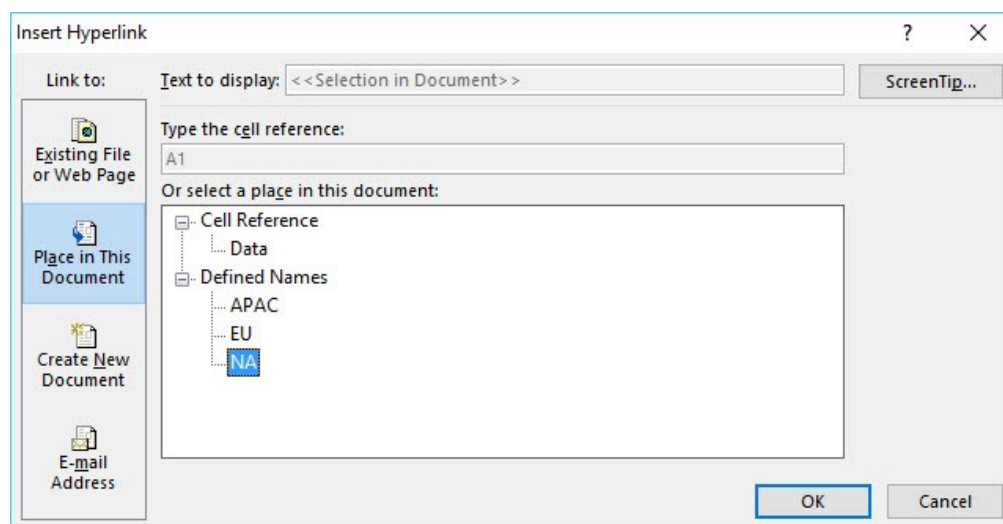 Insert Hyperlink
Link to:
Text to display: <<Selection in Document>>
ScreenTip...
Existing File
or Web Page
Place in This
Document
Create New
Document
E-mail
Address
Type the cell reference:
A1
Or select a place in this document:
Cell Reference
Data
Defined Names
APAC
EU
NA
OK
Cancel